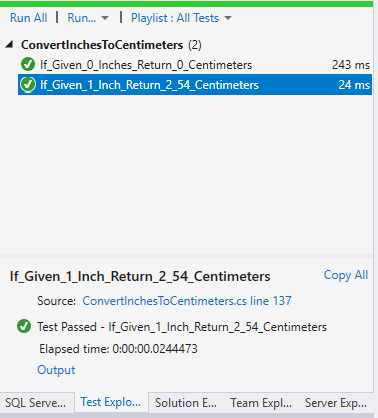 Run All | Run... | Playlist : All Tests
ConvertInchesToCentimeters (2)
If_Given_0_Inches_Return_0_Centimeters 243 ms
If_Given_1_Inch_Return_2_54_Centimeters 24 ms
If_Given_1_Inch_Return_2_54_Centimeters Copy All
Source: ConvertInchesToCentimeters.cs line 137
Test Passed - If_Given_1_Inch_Return_2_54_Centimeters
Elapsed time: 0:00:00.0244473
Output
SQL Serve... Test Explo... Solution E... Team Expl... Server Exp...